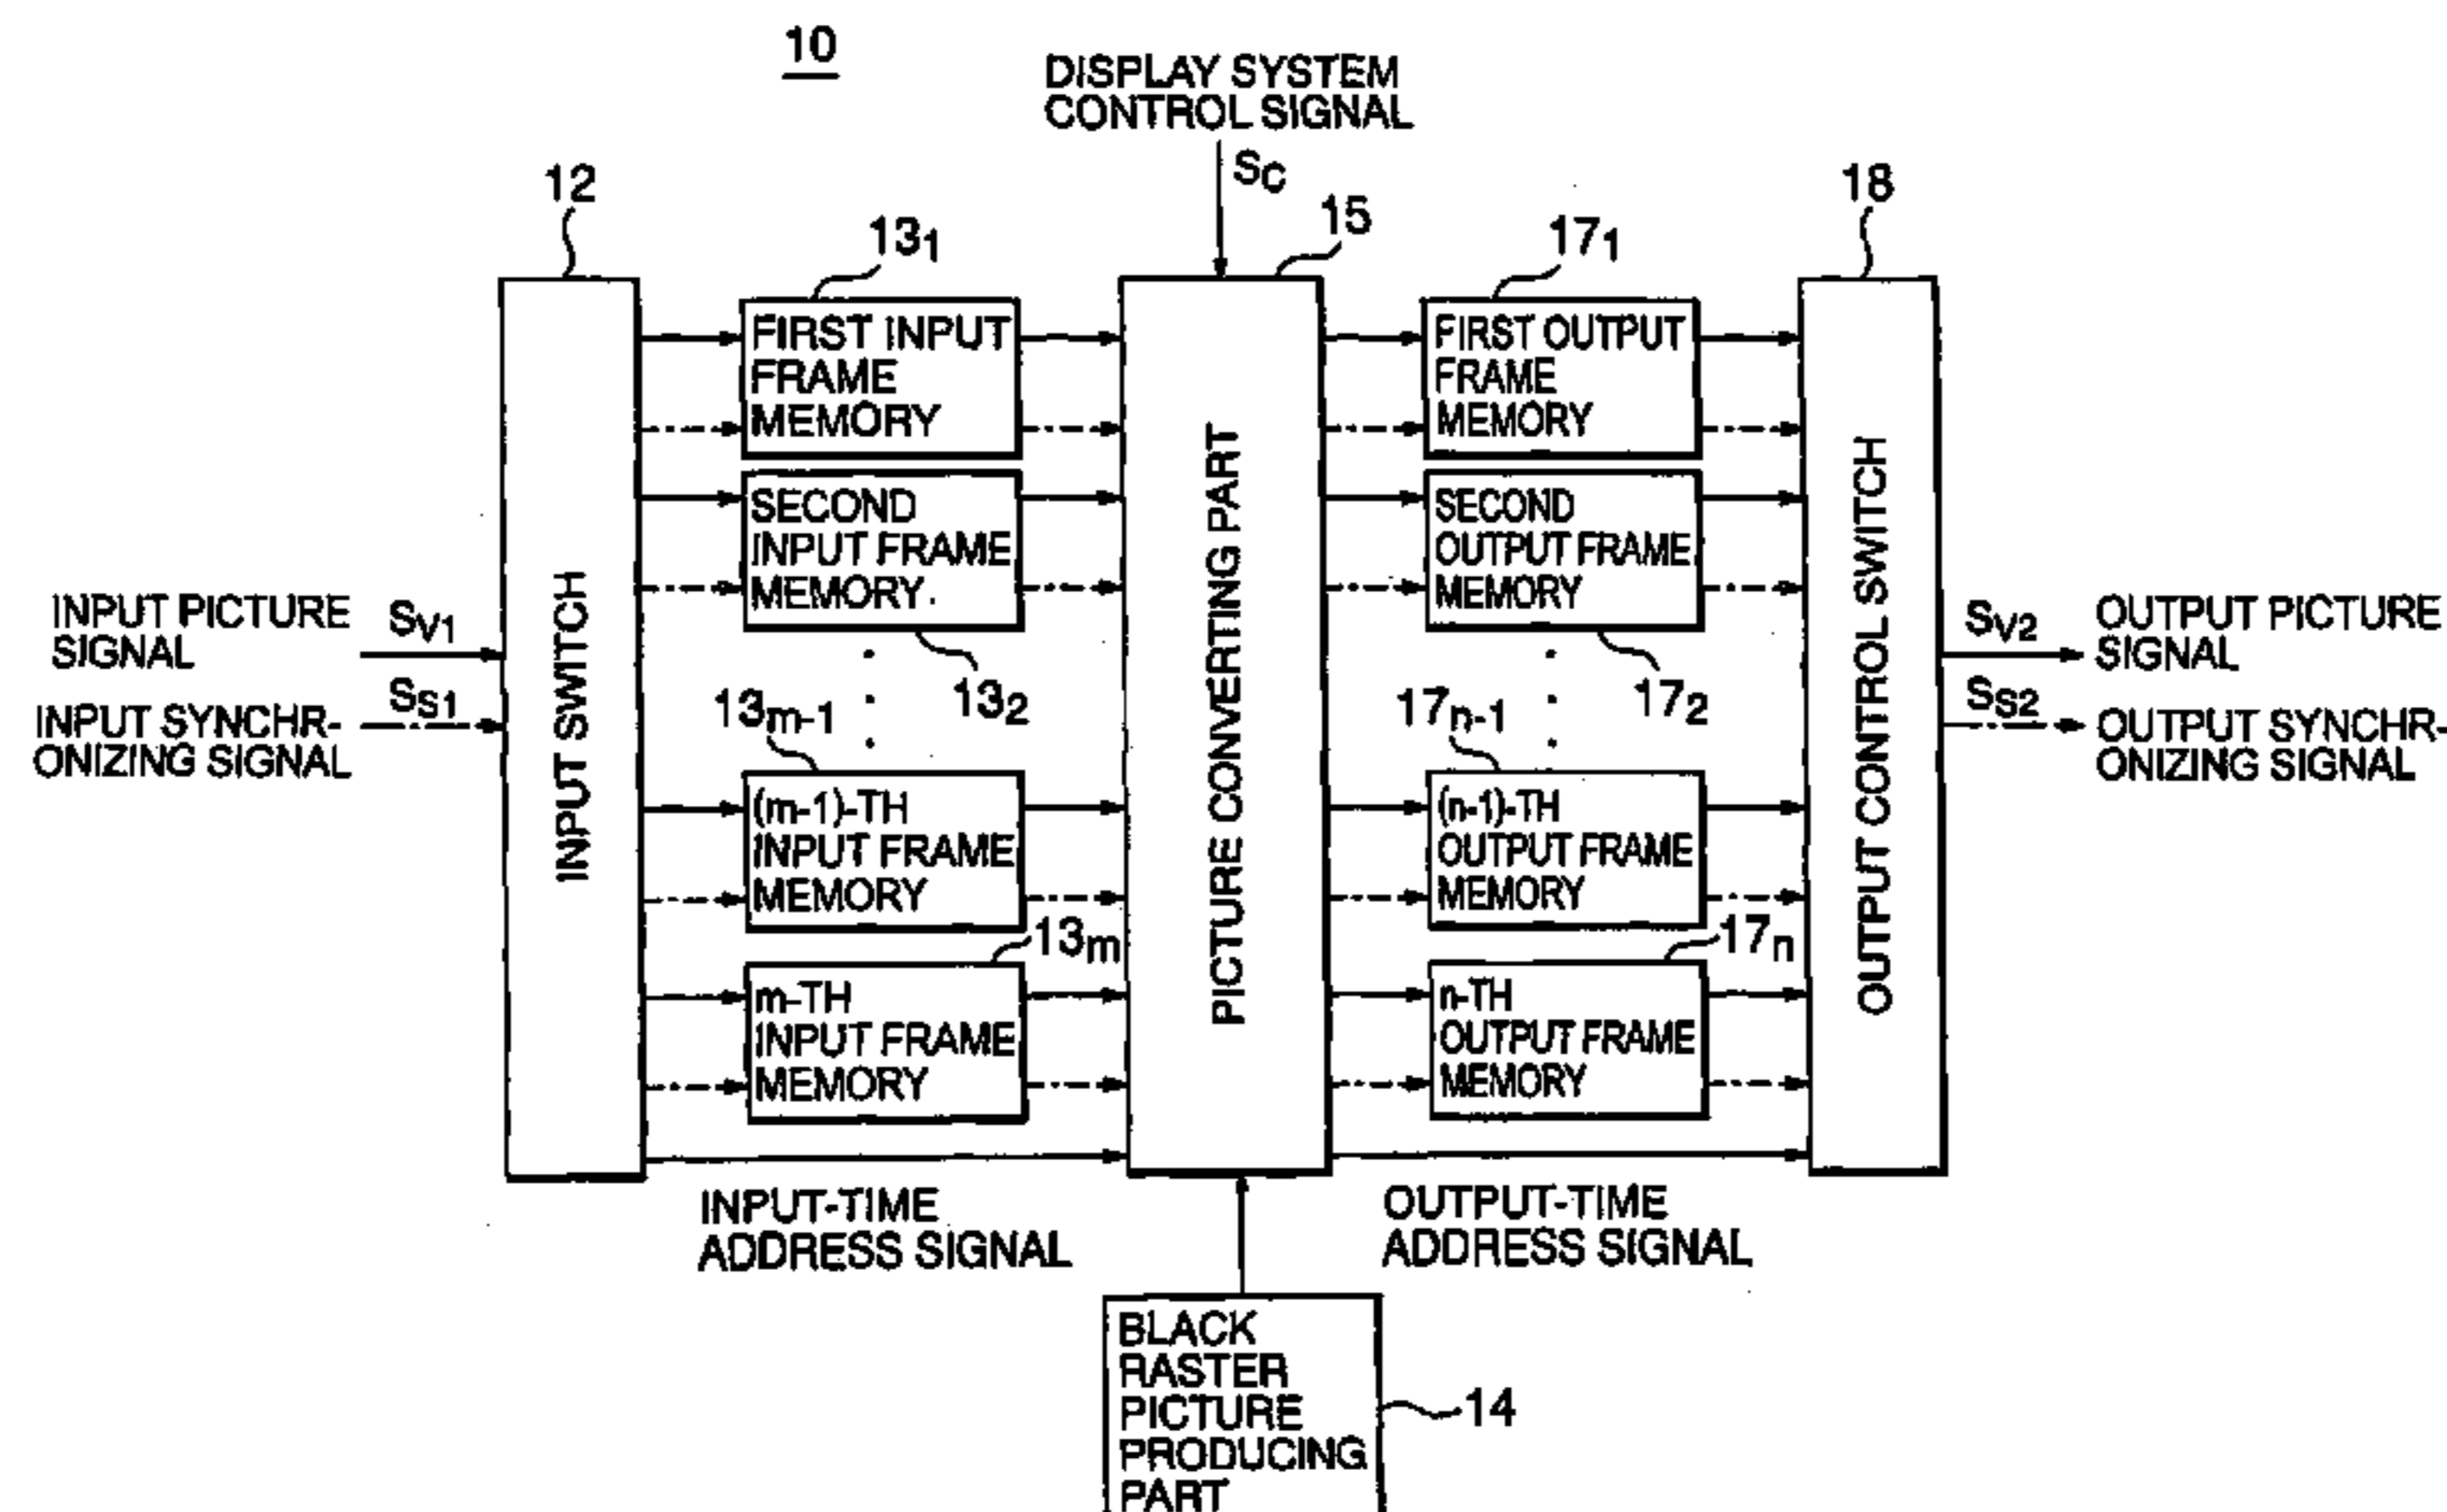 10
DISPLAY SYSTEM
CONTROL SIGNAL
SC
12
131
15
171
18
FIRST INPUT
FRAME
MEMORY
FIRST OUTPUT
FRAME
MEMORY
SECOND
INPUT FRAME
MEMORY
SECOND
OUTPUT FRAME
MEMORY
INPUT PICTURE
SIGNAL
SV1
INPUT SYNCHR-
ONIZING SIGNAL
SS1
INPUT SWITCH
PICTURE CONVERTING PART
OUTPUT CONTROL SWITCH
SV2
OUTPUT PICTURE
SIGNAL
SS2
OUTPUT SYNCHR-
ONIZING SIGNAL
132
172
13m-1
17n-1
(m-1)-TH
INPUT FRAME
MEMORY
(n-1)-TH
OUTPUT FRAME
MEMORY
13m
17n
m-TH
INPUT FRAME
MEMORY
n-TH
OUTPUT FRAME
MEMORY
INPUT-TIME
ADDRESS SIGNAL
OUTPUT-TIME
ADDRESS SIGNAL
BLACK
RASTER
PICTURE
PRODUCING
PART
14